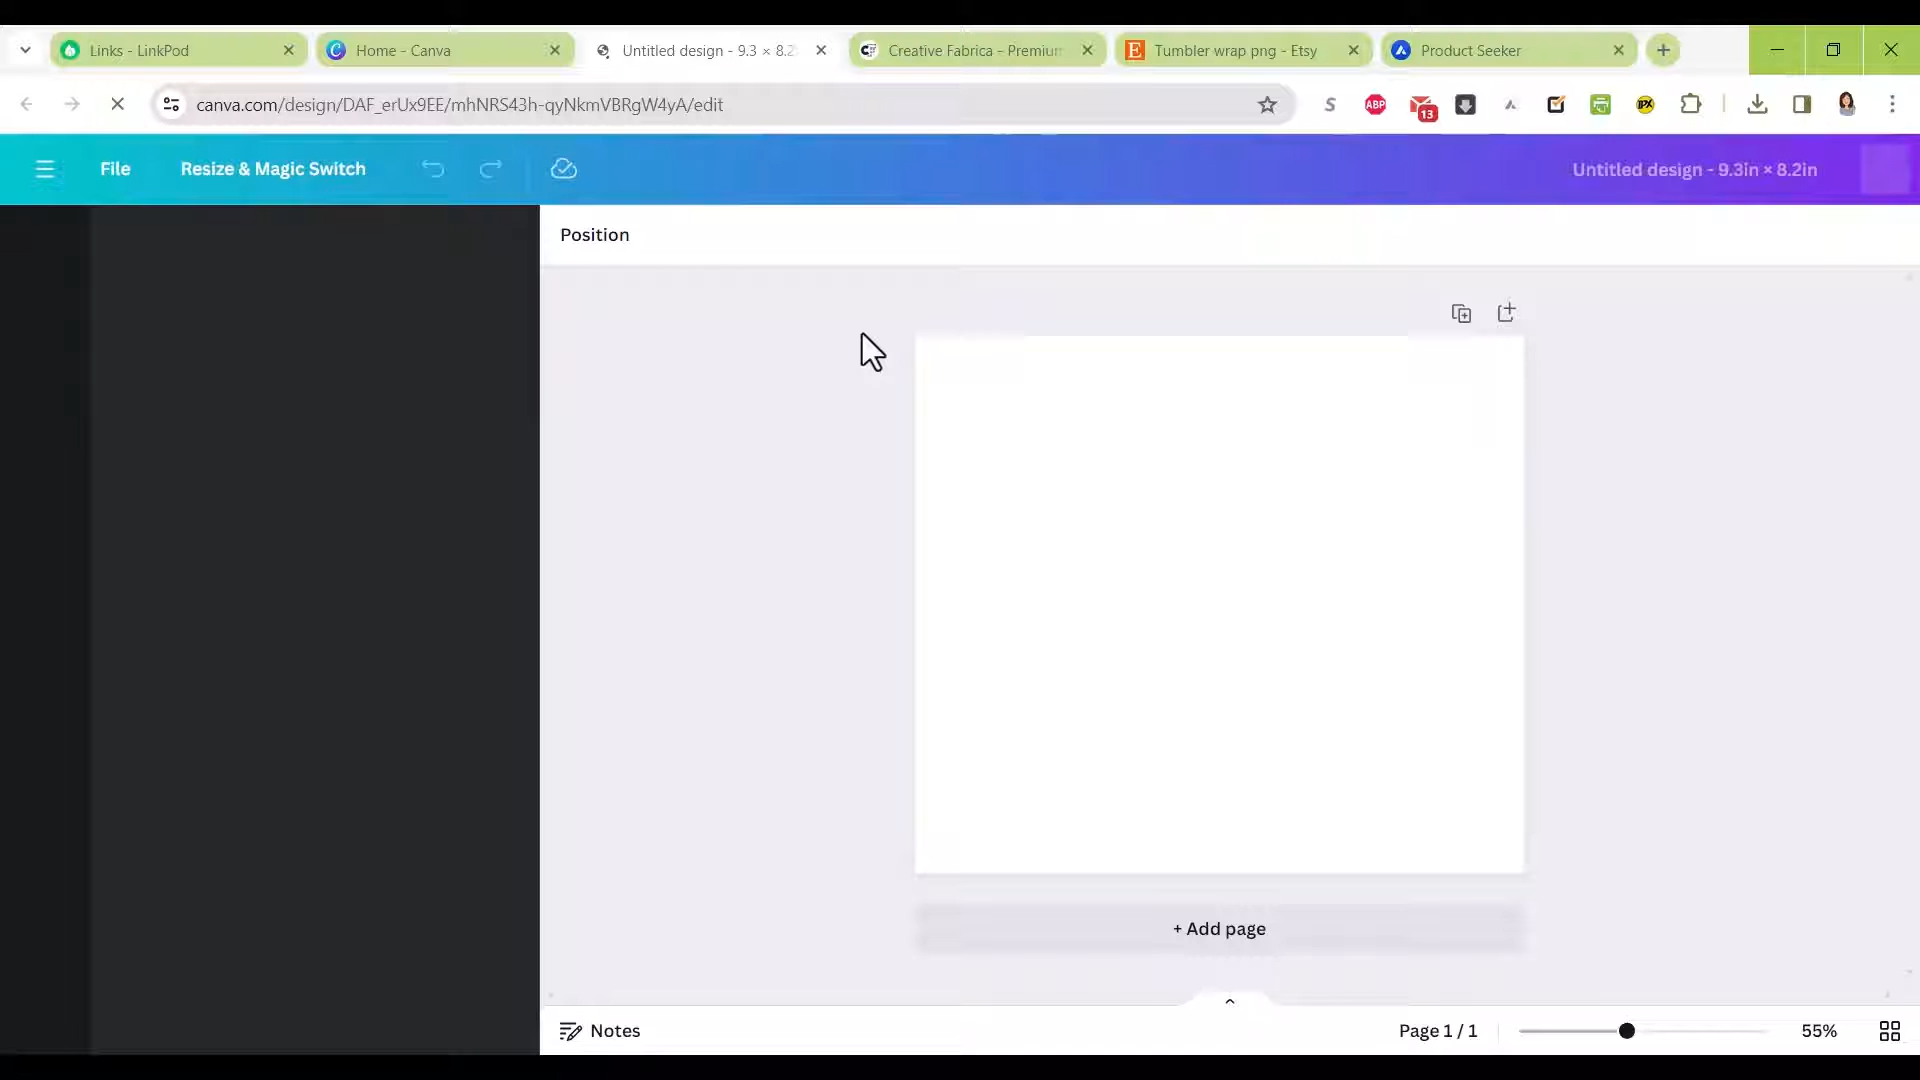 Links - LinkPod
Home - Canva
Untitled design - 9.3 × 8.2
Creative Fabrica – Premium
Tumbler wrap png - Etsy
Product Seeker
canva.com/design/DAF_erUx9EE/mhNRS43h-qyNkmVBRgW4yA/edit
S
ABP
13
IPX
File
Resize & Magic Switch
Untitled design - 9.3in × 8.2in
Position
+ Add page
Notes
Page 1 / 1
55%